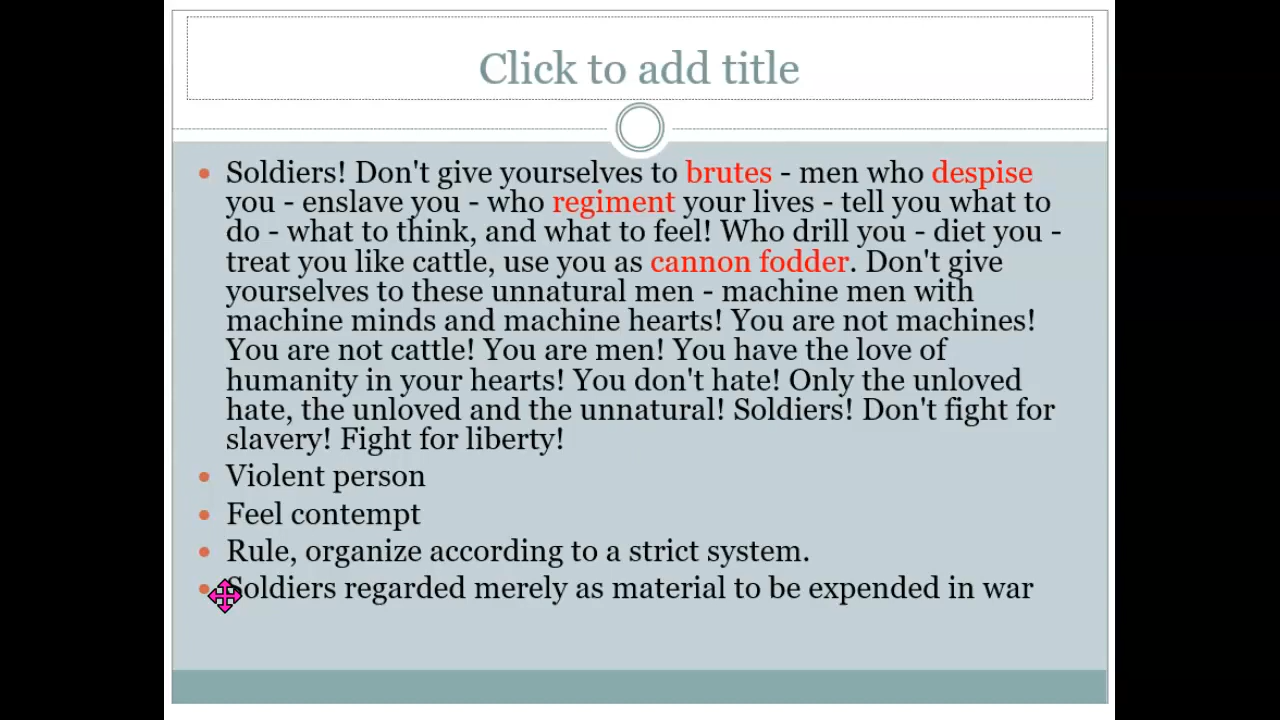 Click to add title
Soldiers! Don't give yourselves to brutes - men who despise
you - enslave you - who regiment your lives - tell you what to
do - what to think, and what to feel! Who drill you - diet you -
treat you like cattle, use you as cannon fodder. Don't give
yourselves to these unnatural men - machine men with
machine minds and machine hearts! You are not machines!
You are not cattle! You are men! You have the love of
humanity in your hearts! You don't hate! Only the unloved
hate, the unloved and the unnatural! Soldiers! Don't fight for
slavery! Fight for liberty!
Violent person
Feel contempt
Rule, organize according to a strict system.
Soldiers regarded merely as material to be expended in war